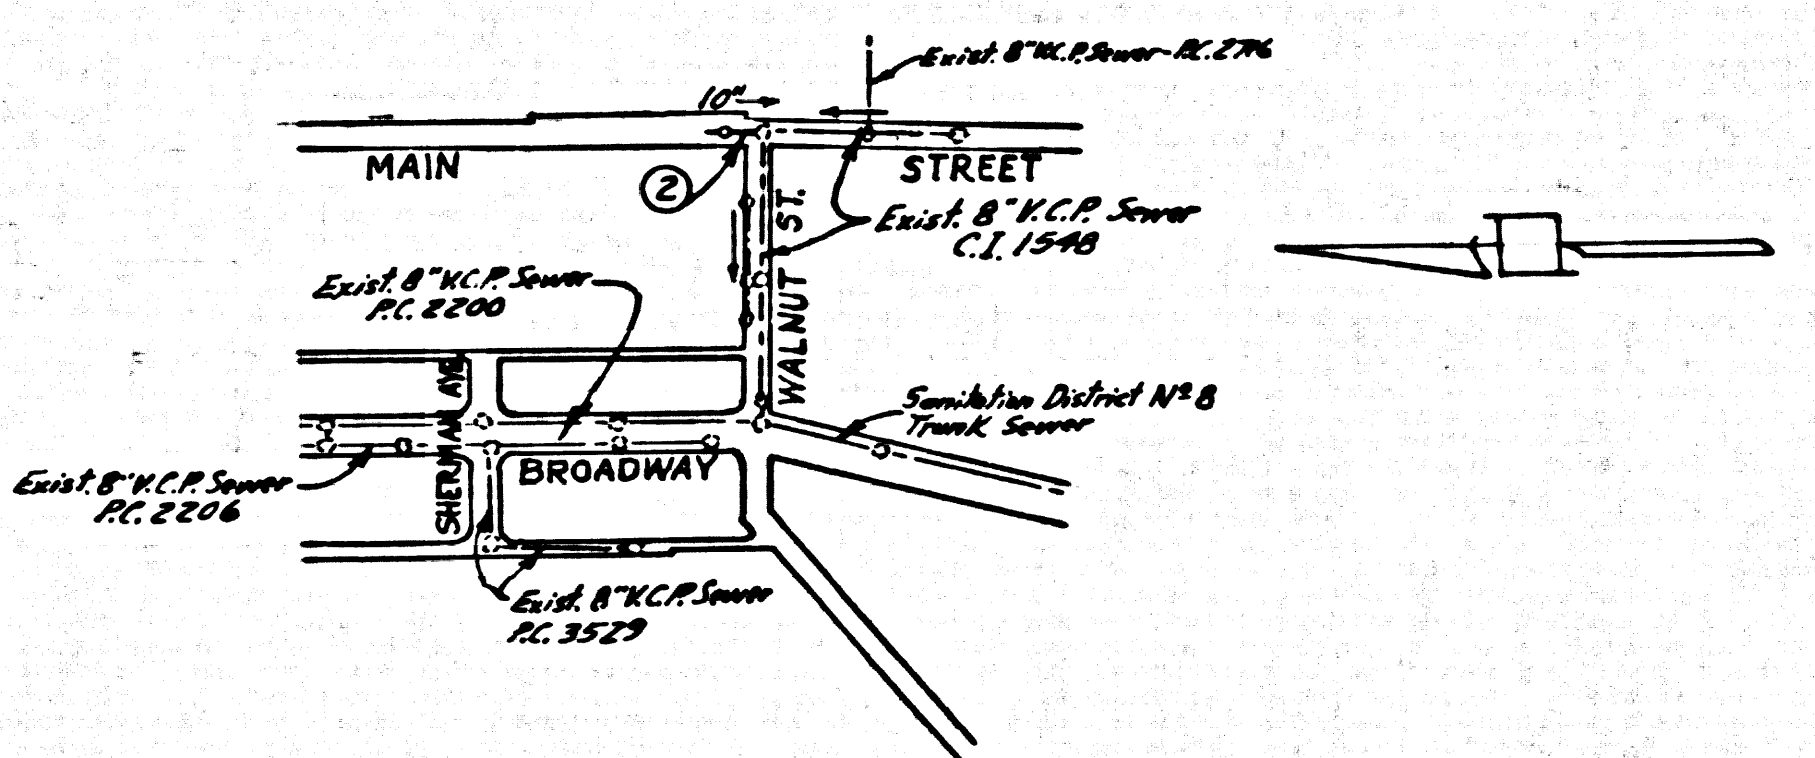 Exist. 8" V.C.P. Sewer - P.C. 2716
10"
MAIN STREET
2
Exist. 8" V.C.P. Sewer
C.I. 1548
WALNUT ST.
Exist. 8" V.C.P. Sewer
P.C. 2200
SHERMAN AVE.
Sanitation District Nº 8
Trunk Sewer
BROADWAY
Exist. 8" V.C.P. Sewer
P.C. 2206
Exist. 8" V.C.P. Sewer
P.C. 3529